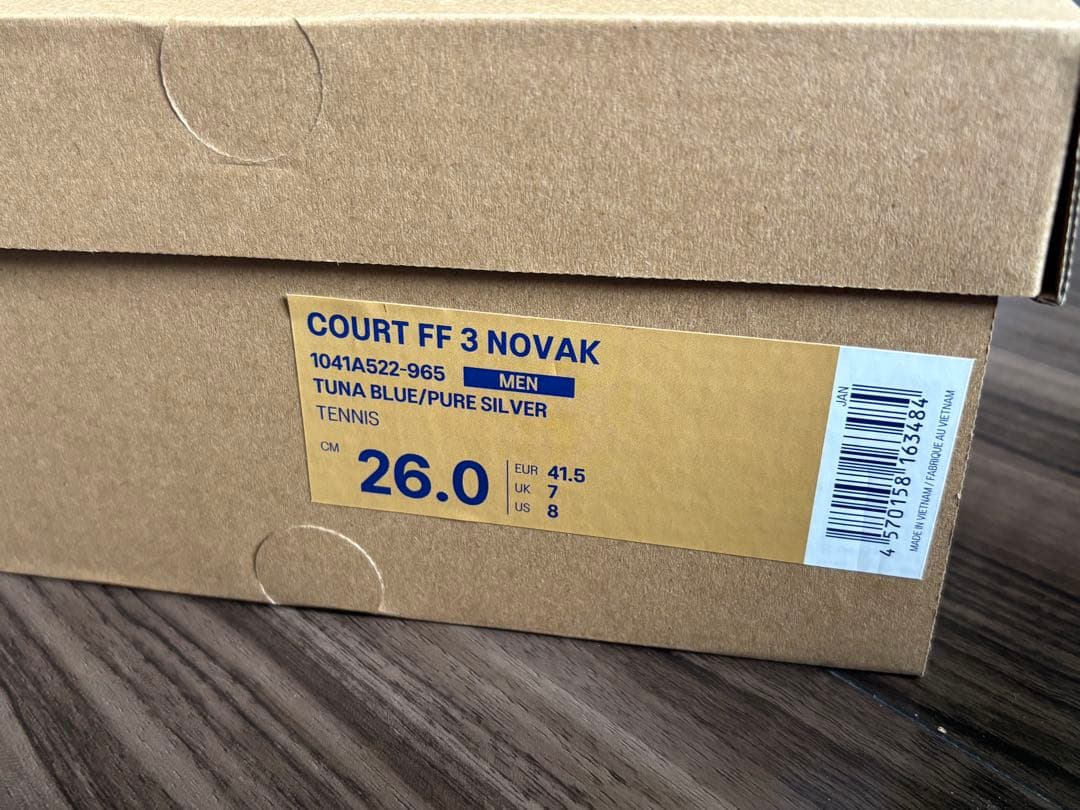 COURT FF 3 NOVAK
1041A522-965 MEN
TUNA BLUE/PURE SILVER
TENNIS
CM 26.0
EUR 41.5
UK 7
US 8
JAN
4 570158 163484
MADE IN VIETNAM / FABRIQUE AU VIETNAM